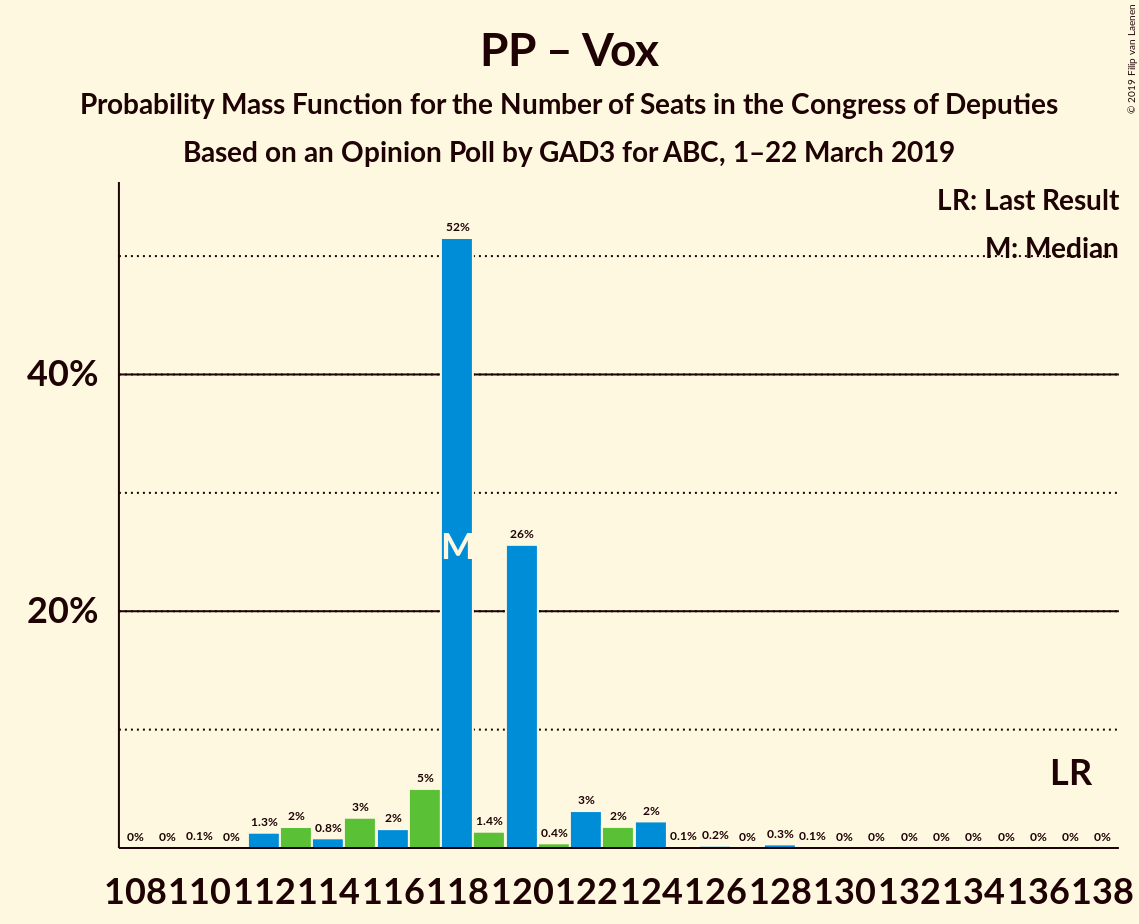 © 2019 Filip van Laenen
PP – Vox
Probability Mass Function for the Number of Seats in the Congress of Deputies
Based on an Opinion Poll by GAD3 for ABC, 1–22 March 2019
LR: Last Result
M: Median
40%
20%
0% 0% 0.1% 0% 1.3% 2% 0.8% 3% 2% 5% 52% 1.4% 26% 0.4% 3% 2% 2% 0.1% 0.2% 0% 0.3% 0.1% 0% 0% 0% 0% 0% 0% 0% 0% 0%
M
LR
108 110 112 114 116 118 120 122 124 126 128 130 132 134 136 138